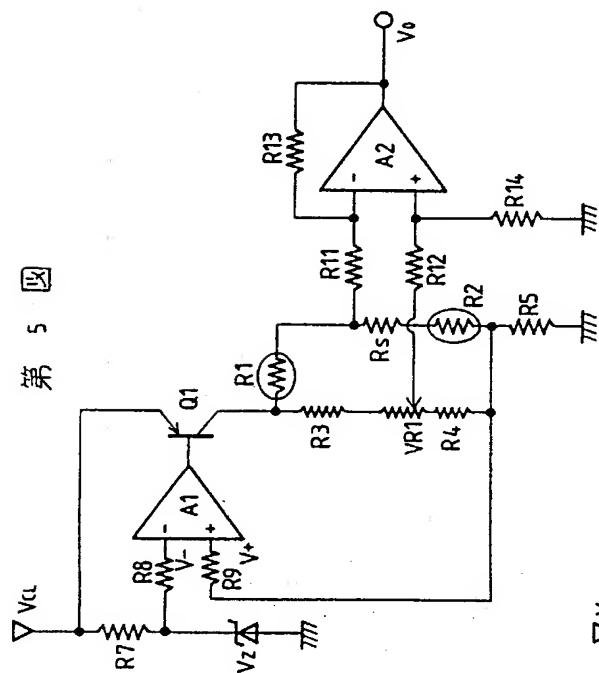 第 5 図
VCL
R7
R8
V-
Vz
A1
-
+
R9
V+
Q1
R1
R3
VR1
R4
Rs
R2
R5
R11
R12
R13
-
+
A2
R14
Vo